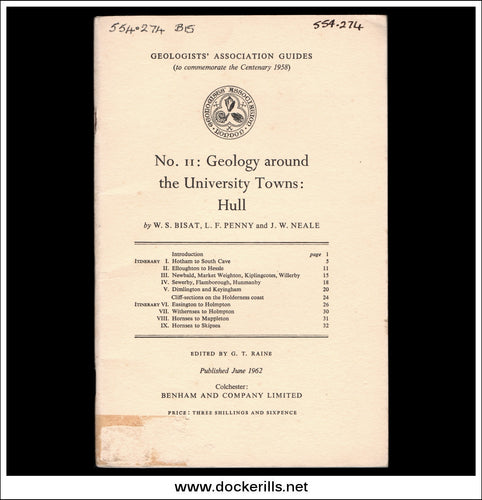 554.274 B15
554.274
GEOLOGISTS' ASSOCIATION GUIDES
(to commemorate the Centenary 1958)
GEOLOGISTS ASSOCIATION
LONDON
No. 11: Geology around
the University Towns:
Hull
by W. S. BISAT, L. F. PENNY and J. W. NEALE
Introduction page 1
ITINERARY I. Hotham to South Cave 5
II. Elloughton to Hessle 11
III. Newbald, Market Weighton, Kiplingcotes, Willerby 15
IV. Sewerby, Flamborough, Hunmanby 18
V. Dimlington and Keyingham 20
Cliff-sections on the Holderness coast 24
ITINERARY VI. Easington to Holmpton 26
VII. Withernsea to Holmpton 30
VIII. Hornsea to Mappleton 31
IX. Hornsea to Skipsea 32
EDITED BY G. T. RAINE
Published June 1962
Colchester:
BENHAM AND COMPANY LIMITED
PRICE: THREE SHILLINGS AND SIXPENCE
www.dockerills.net